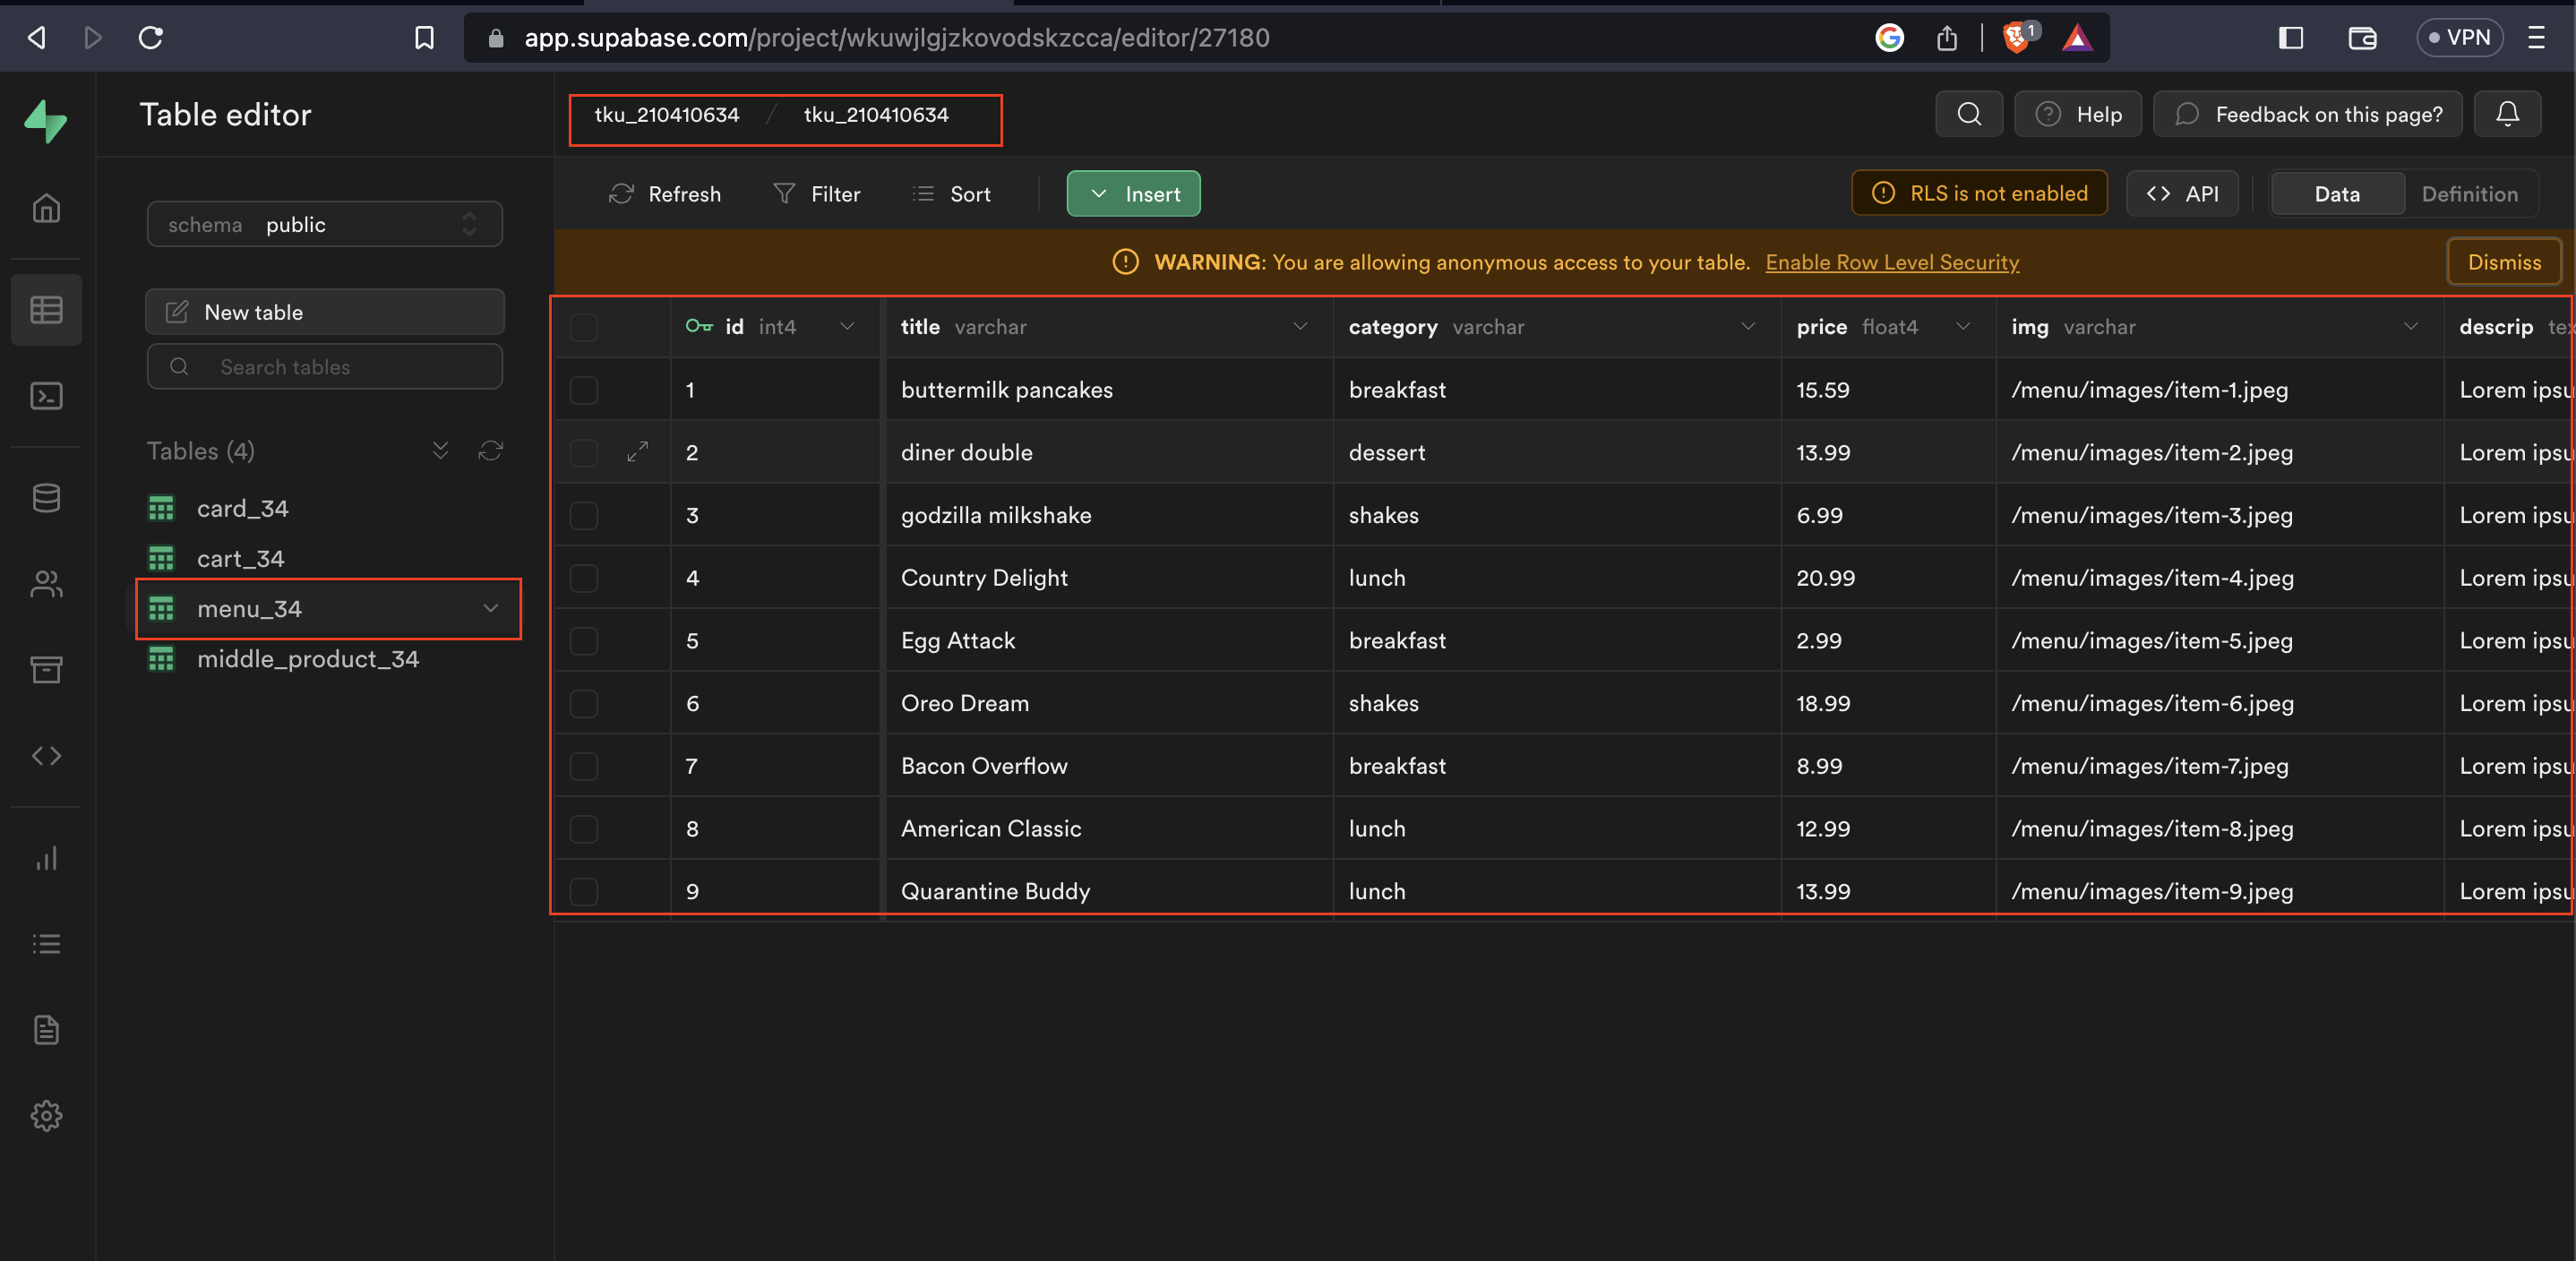 app.supabase.com/project/wkuwjlgjzkovodskzcca/editor/27180
1
VPN
Table editor
tku_210410634 / tku_210410634
Help
Feedback on this page?
schema public
Refresh
Filter
Sort
Insert
RLS is not enabled
API
Data
Definition
WARNING: You are allowing anonymous access to your table. Enable Row Level Security
Dismiss
New table
Search tables
Tables (4)
card_34
cart_34
menu_34
middle_product_34
id int4 title varchar category varchar price float4 img varchar descrip tex
1 buttermilk pancakes breakfast 15.59 /menu/images/item-1.jpeg Lorem ipsu
2 diner double dessert 13.99 /menu/images/item-2.jpeg Lorem ipsu
3 godzilla milkshake shakes 6.99 /menu/images/item-3.jpeg Lorem ipsu
4 Country Delight lunch 20.99 /menu/images/item-4.jpeg Lorem ipsu
5 Egg Attack breakfast 2.99 /menu/images/item-5.jpeg Lorem ipsu
6 Oreo Dream shakes 18.99 /menu/images/item-6.jpeg Lorem ipsu
7 Bacon Overflow breakfast 8.99 /menu/images/item-7.jpeg Lorem ipsu
8 American Classic lunch 12.99 /menu/images/item-8.jpeg Lorem ipsu
9 Quarantine Buddy lunch 13.99 /menu/images/item-9.jpeg Lorem ipsu